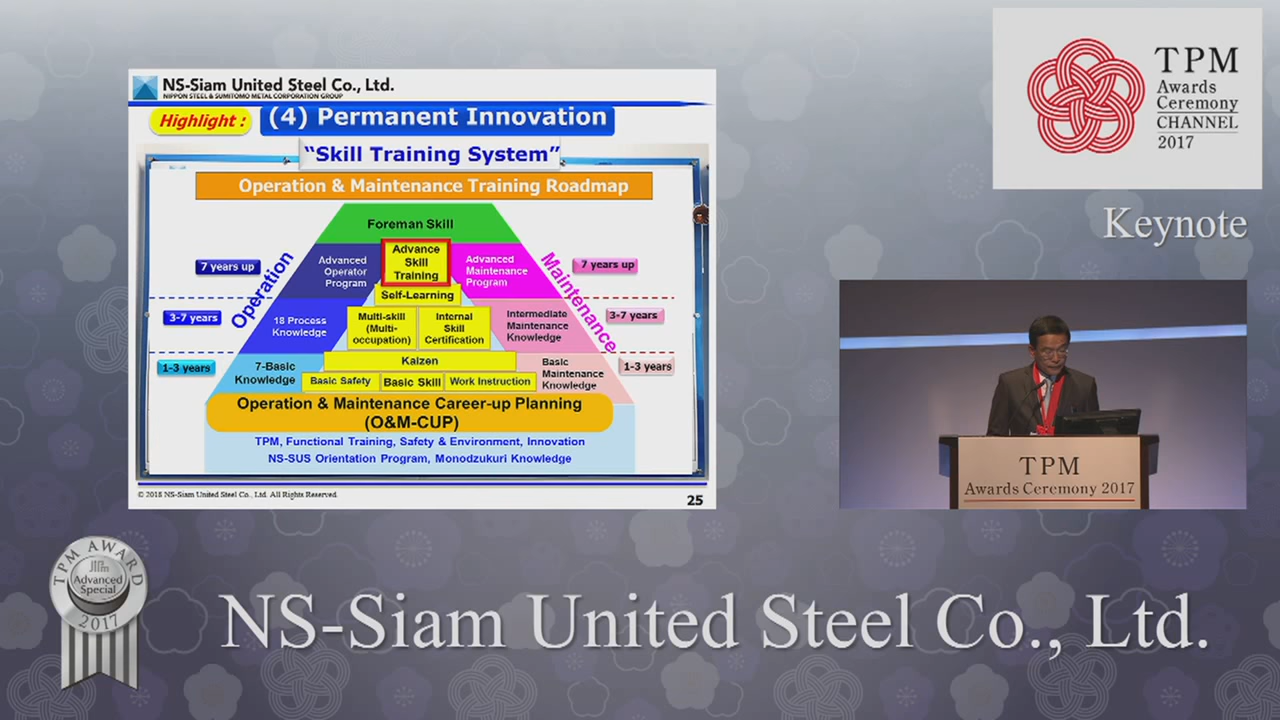 NS-Siam United Steel Co., Ltd.
NIPPON STEEL & SUMITOMO METAL CORPORATION GROUP
Highlight :
(4) Permanent Innovation
“Skill Training System”
Operation & Maintenance Training Roadmap
Foreman Skill
Operation
Maintenance
7 years up
Advanced
Operator
Program
Advance
Skill
Training
Advanced
Maintenance
Program
7 years up
Self-Learning
3-7 years
18 Process
Knowledge
Multi-skill
(Multi-
occupation)
Internal
Skill
Certification
Intermediate
Maintenance
Knowledge
3-7 years
1-3 years
7-Basic
Knowledge
Kaizen
Basic Safety
Basic Skill
Work Instruction
Basic
Maintenance
Knowledge
1-3 years
Operation & Maintenance Career-up Planning
(O&M-CUP)
TPM, Functional Training, Safety & Environment, Innovation
NS-SUS Orientation Program, Monodzukuri Knowledge
© 2018 NS-Siam United Steel Co., Ltd. All Rights Reserved.
25
TPM
Awards
Ceremony
CHANNEL
2017
Keynote
TPM
Awards Ceremony 2017
TPM AWARD
JIPM
Advanced
Special
2017
NS-Siam United Steel Co., Ltd.